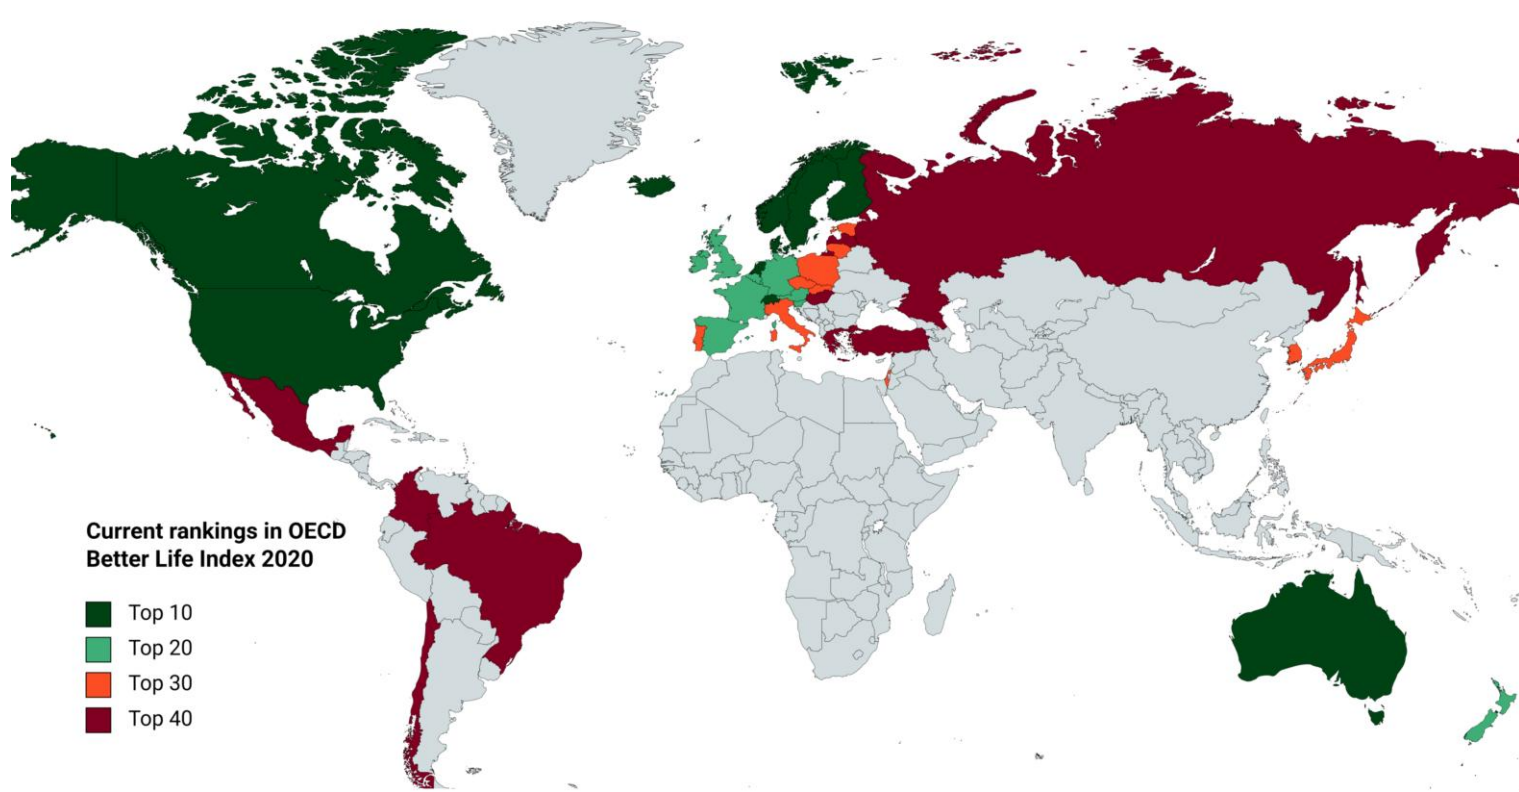 Current rankings in OECD
Better Life Index 2020
Top 10
Top 20
Top 30
Top 40